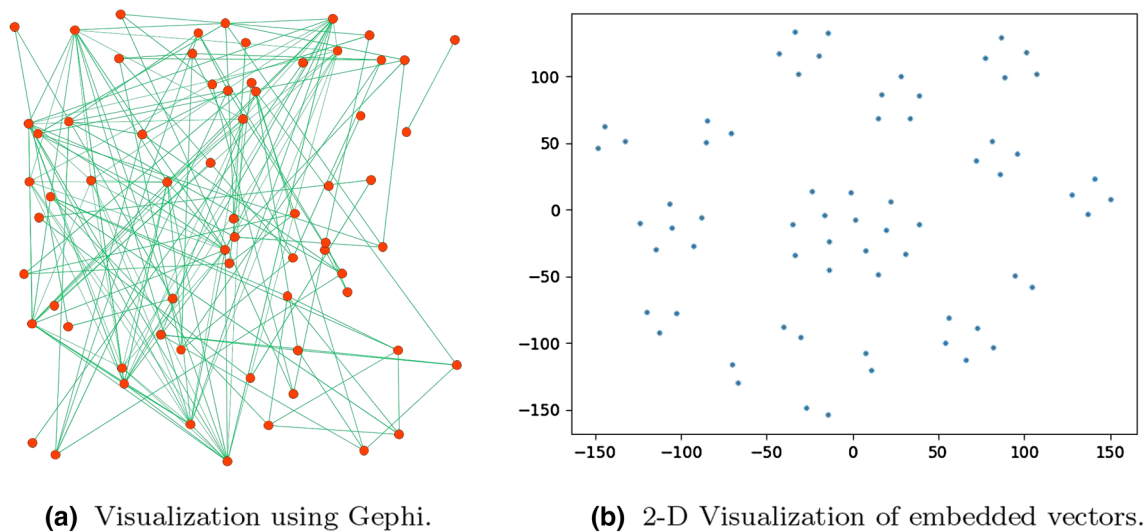 100
50
0
−50
−100
−150
−150 −100 −50 0 50 100 150
(a) Visualization using Gephi.
(b) 2-D Visualization of embedded vectors.